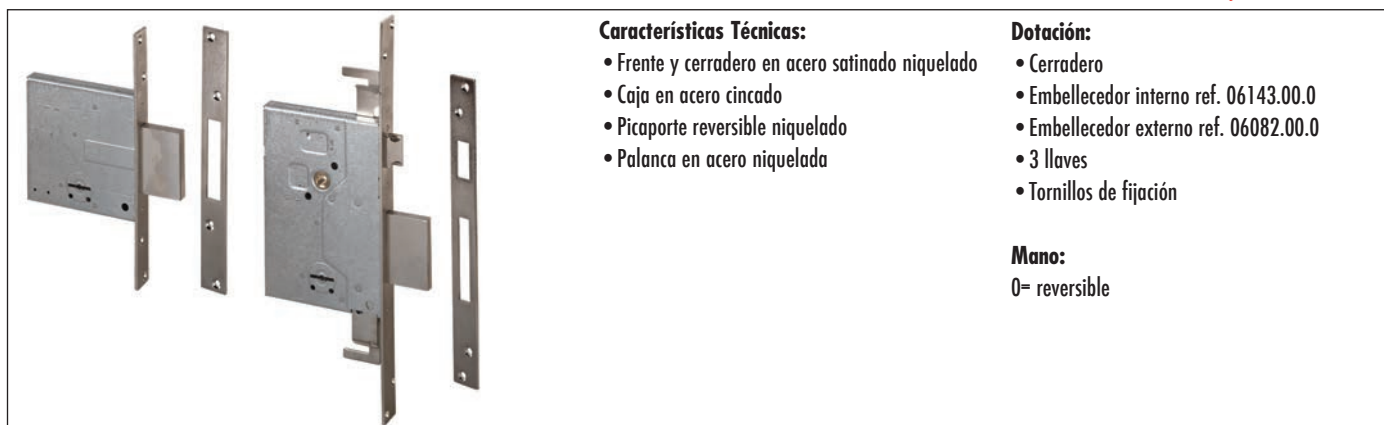 Características Técnicas:
• Frente y cerradero en acero satinado niquelado
• Caja en acero cincado
• Picaporte reversible niquelado
• Palanca en acero niquelada
Dotación:
• Cerradero
• Embellecedor interno ref. 06143.00.0
• Embellecedor externo ref. 06082.00.0
• 3 llaves
• Tornillos de fijación
Mano:
0= reversible